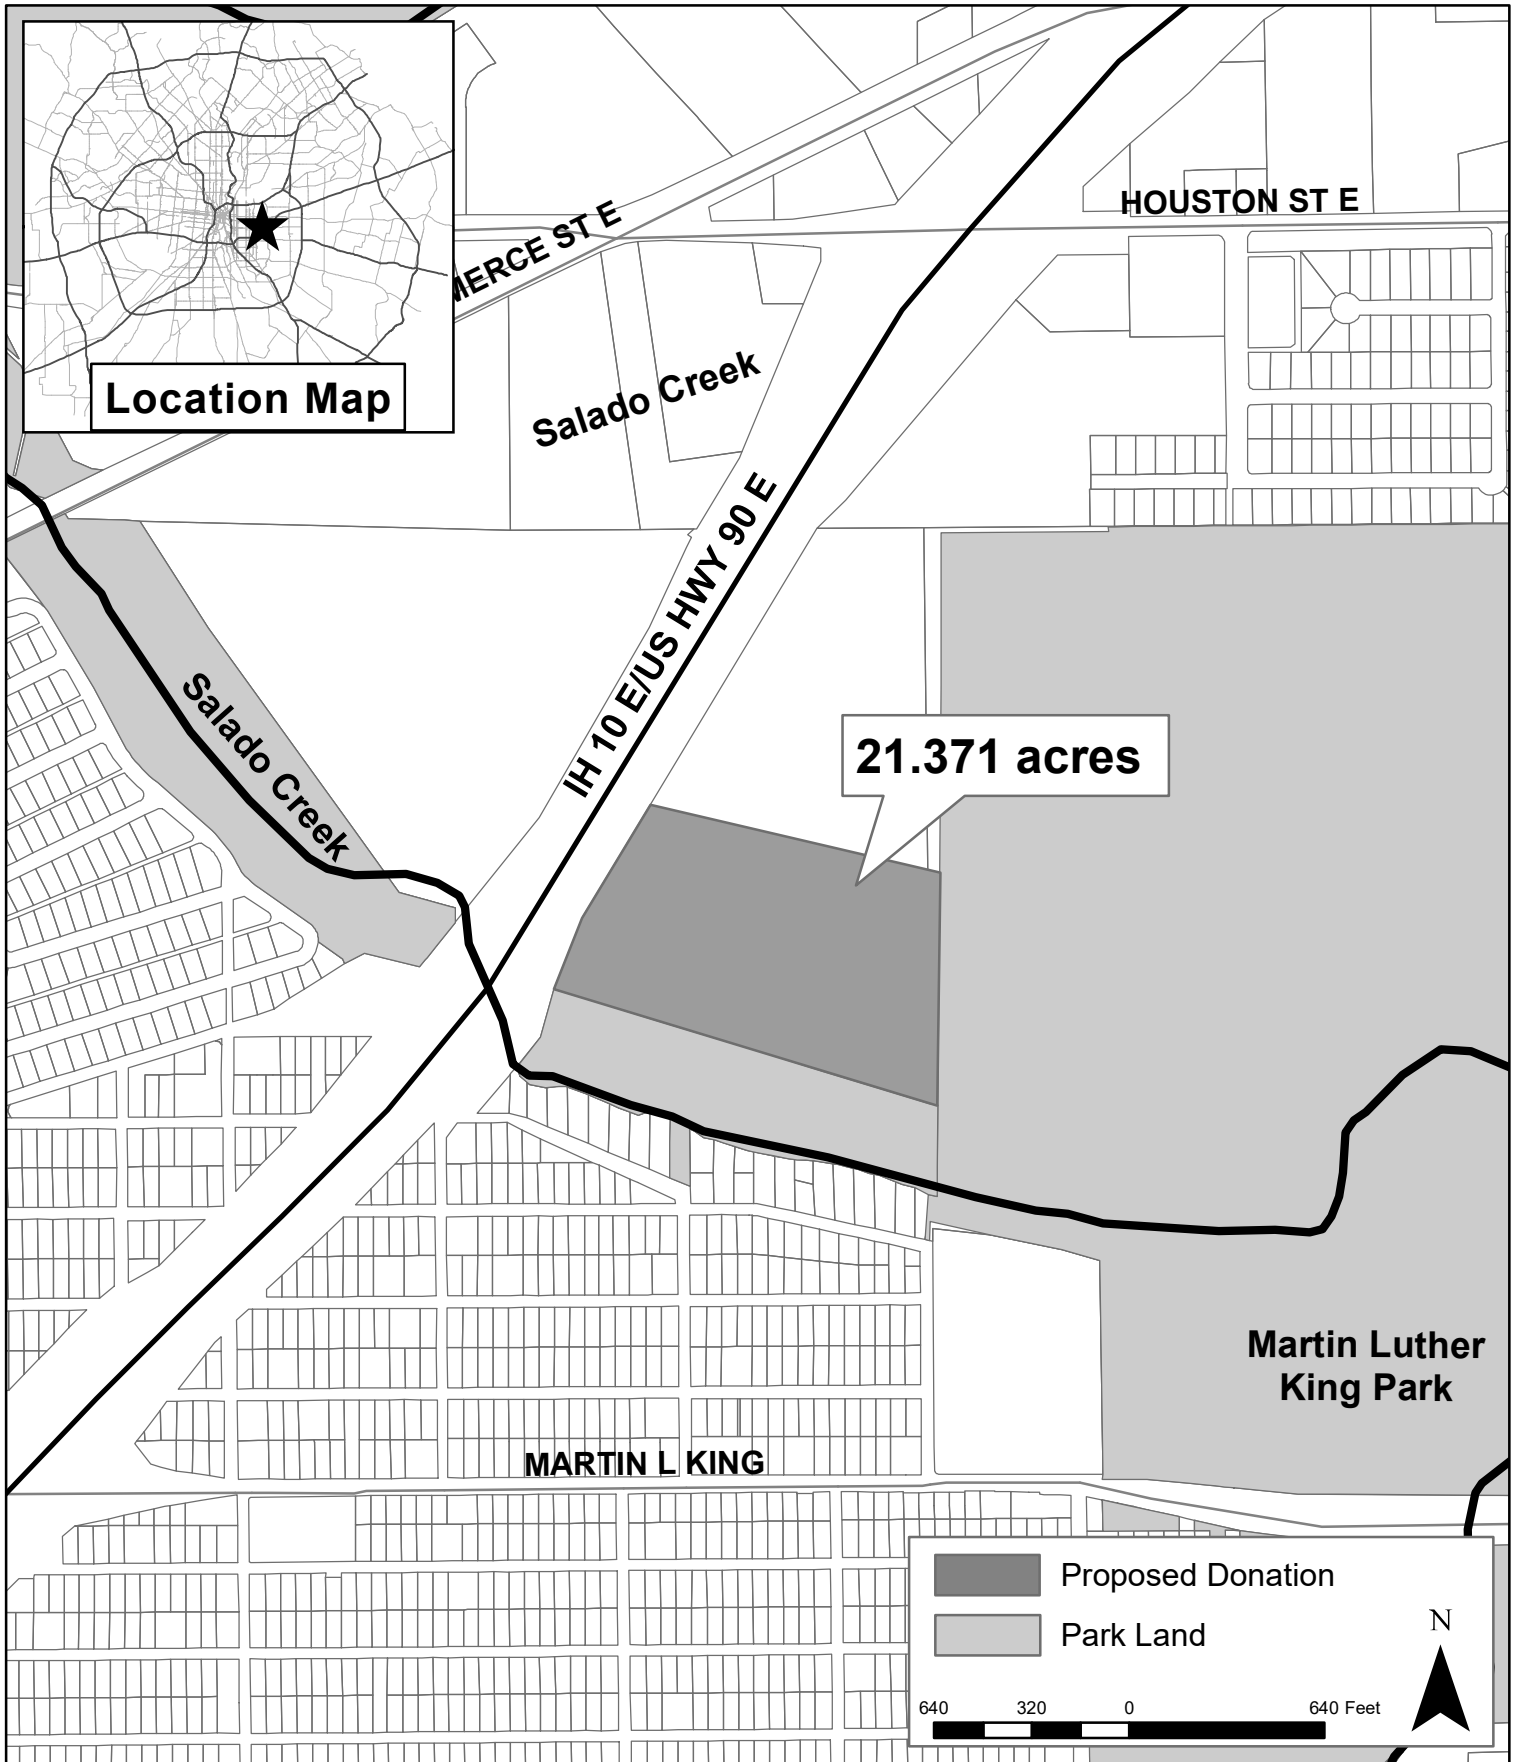 HOUSTON ST E
MERCE ST E
Salado Creek
Location Map
IH 10 E/US HWY 90 E
Salado Creek
21.371 acres
Martin Luther
King Park
MARTIN L KING
Proposed Donation
Park Land
N
640 320 0 640 Feet